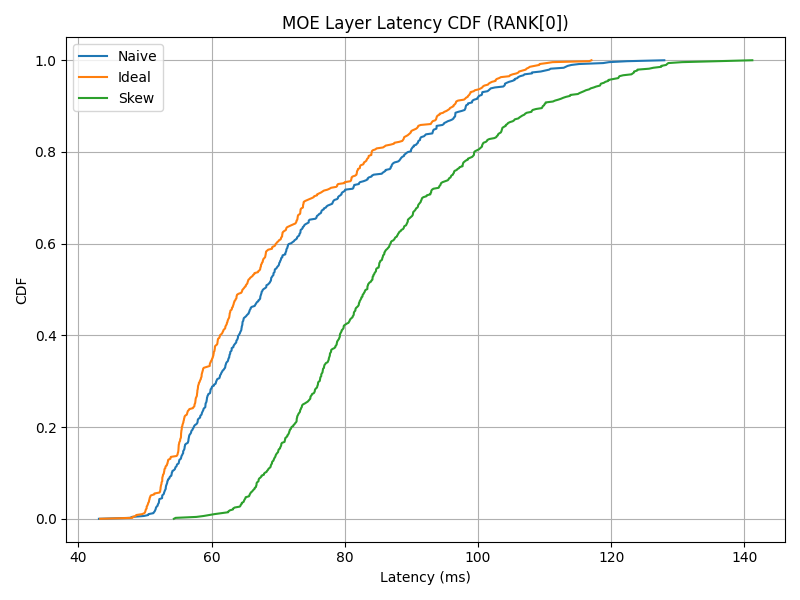 MOE Layer Latency CDF (RANK[0])
Naive
Ideal
Skew
CDF
1.0
0.8
0.6
0.4
0.2
0.0
40 60 80 100 120 140
Latency (ms)